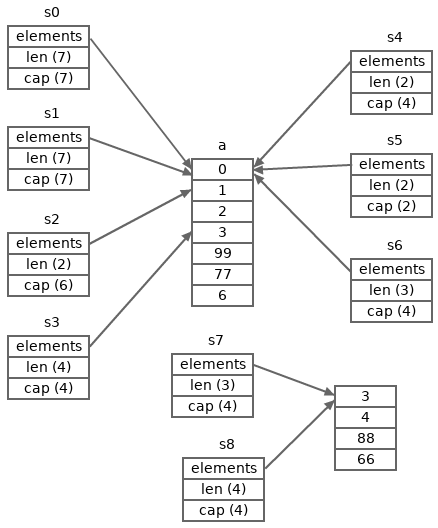 s0
elements
len (7)
cap (7)
s1
elements
len (7)
cap (7)
s2
elements
len (2)
cap (6)
s3
elements
len (4)
cap (4)
a
0
1
2
3
99
77
6
s4
elements
len (2)
cap (4)
s5
elements
len (2)
cap (2)
s6
elements
len (3)
cap (4)
s7
elements
len (3)
cap (4)
s8
elements
len (4)
cap (4)
3
4
88
66